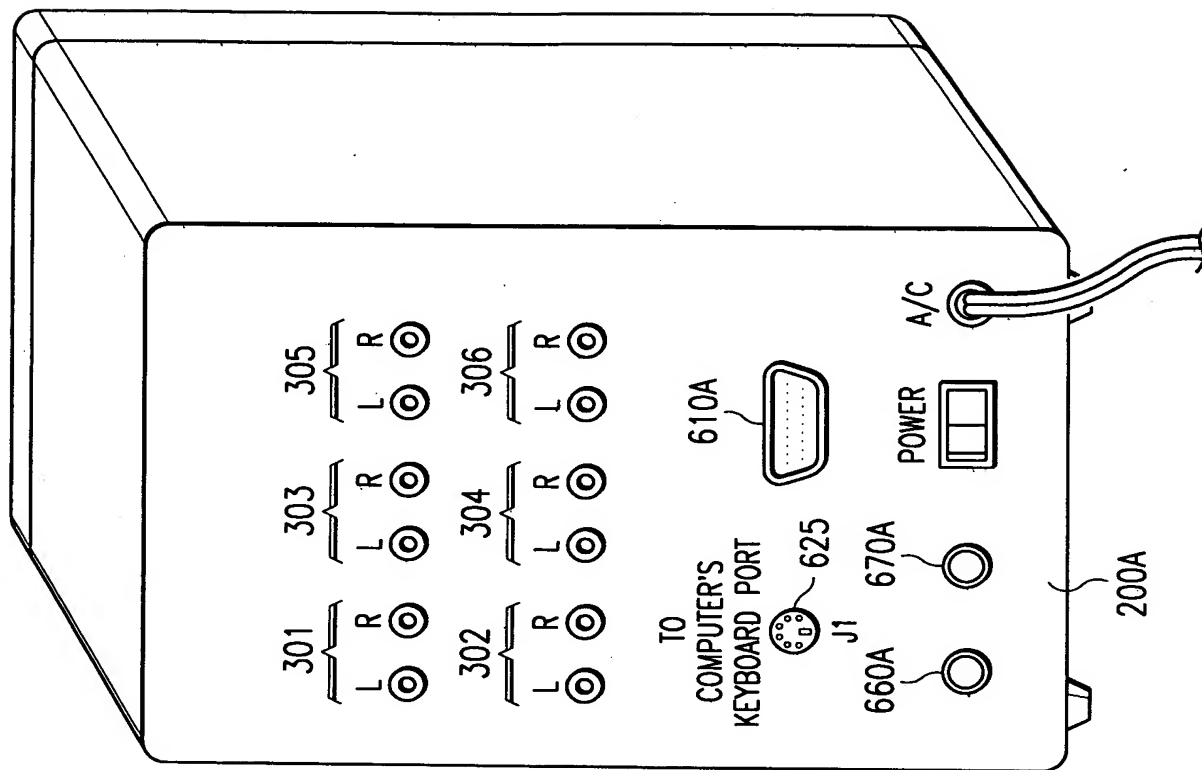 301 303 305
L R L R L R
302 304 306
L R L R L R
TO
COMPUTER'S
KEYBOARD PORT
610A
625
J1
660A 670A POWER A/C
200A